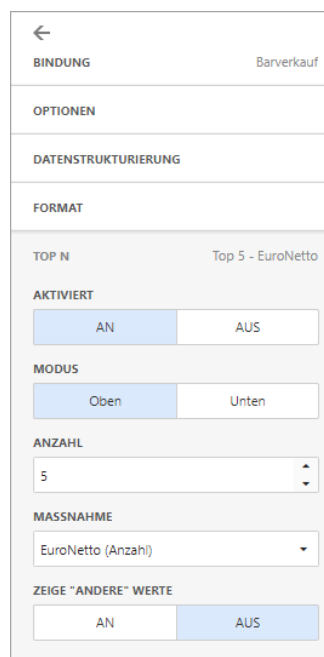 BINDUNG Barverkauf
OPTIONEN
DATENSTRUKTURIERUNG
FORMAT
TOP N Top 5 - EuroNetto
AKTIVIERT
AN AUS
MODUS
Oben Unten
ANZAHL
5
MASSNAHME
EuroNetto (Anzahl)
ZEIGE "ANDERE" WERTE
AN AUS